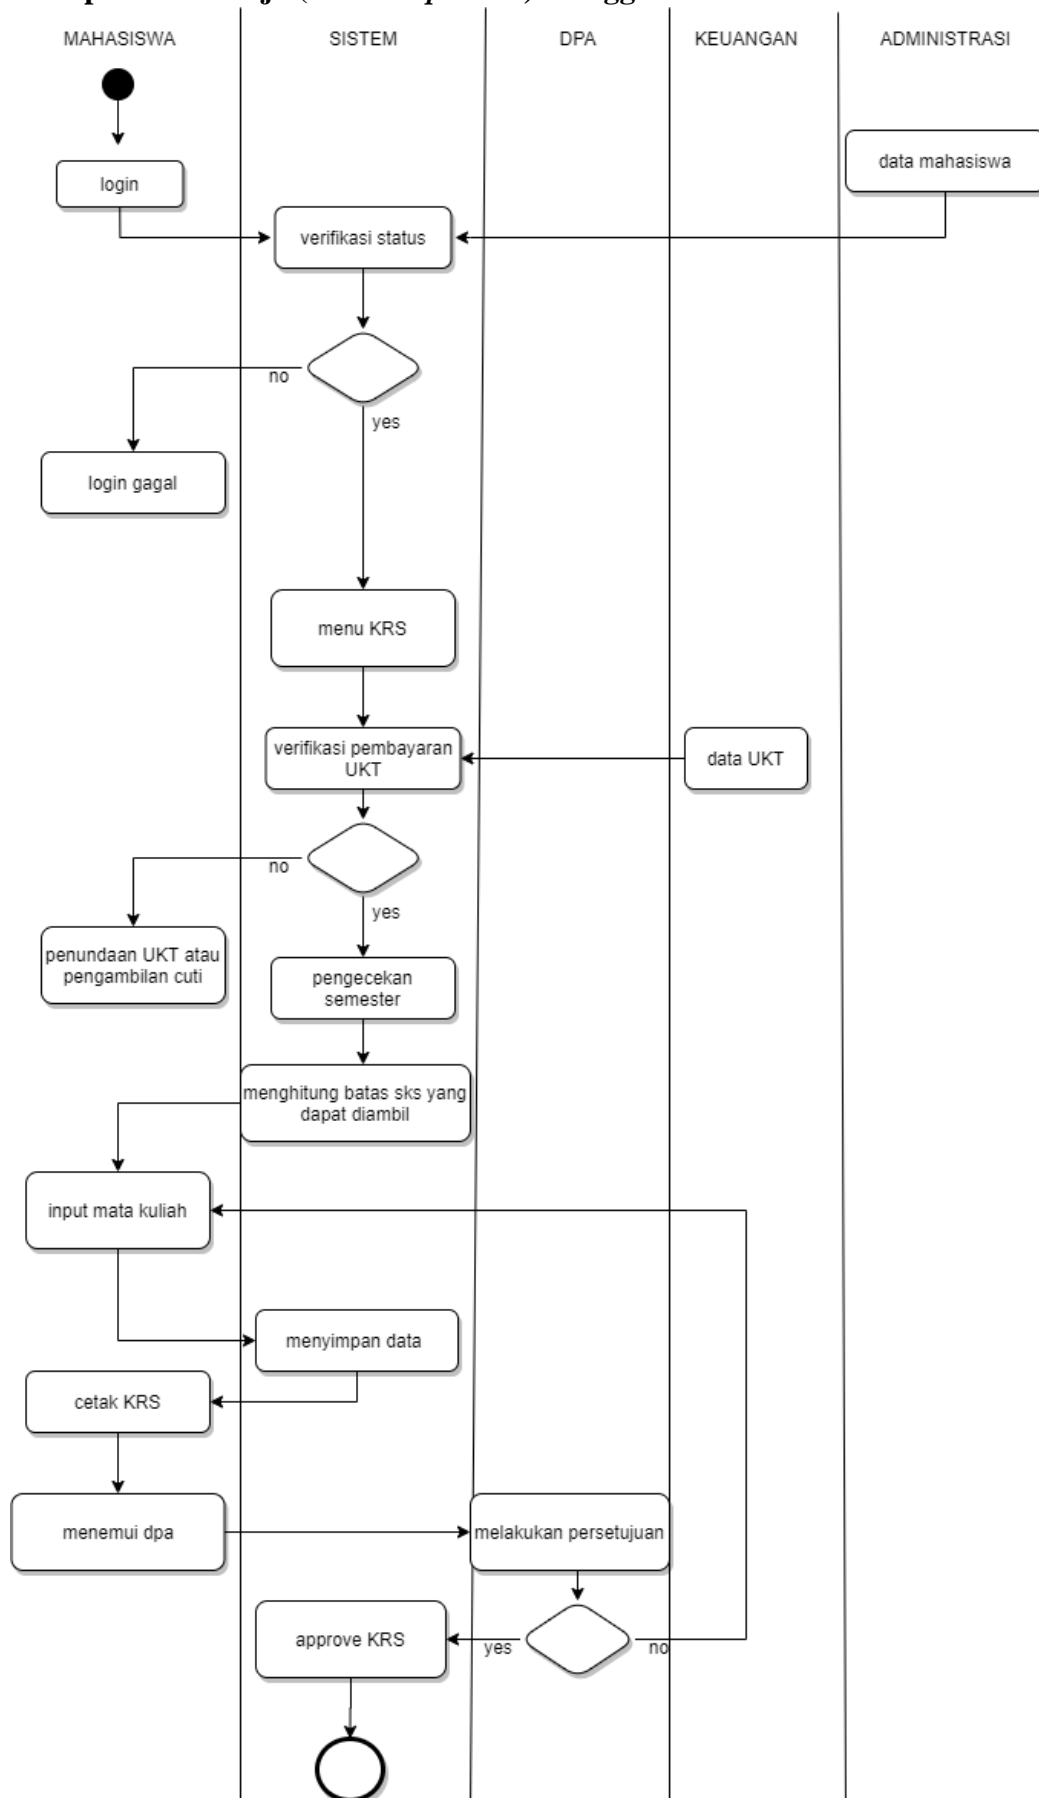 MAHASISWA
SISTEM
DPA
KEUANGAN
ADMINISTRASI
data mahasiswa
login
verifikasi status
no
yes
login gagal
menu KRS
verifikasi pembayaran
UKT
data UKT
no
yes
penundaan UKT atau
pengambilan cuti
pengecekan
semester
menghitung batas sks yang
dapat diambil
input mata kuliah
menyimpan data
cetak KRS
menemui dpa
melakukan persetujuan
approve KRS
yes
no